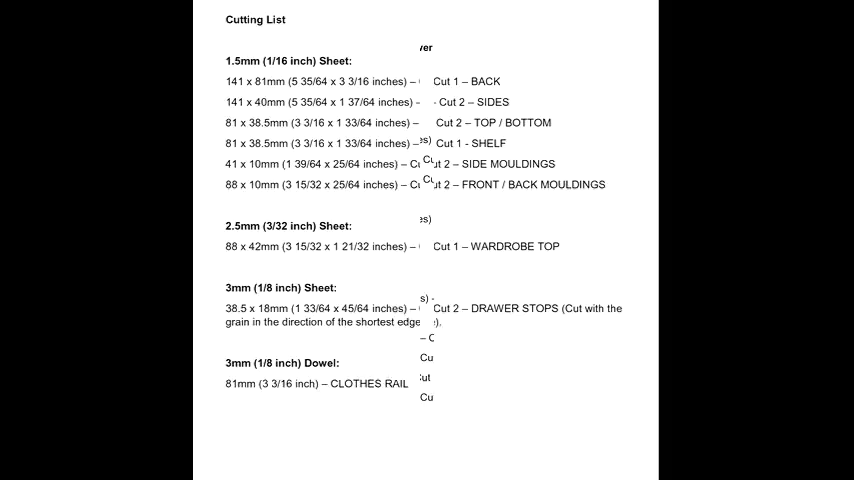 Cutting List
ver
1.5mm (1/16 inch) Sheet:
141 x 81mm (5 35/64 x 3 3/16 inches) – Cut 1 – BACK
141 x 40mm (5 35/64 x 1 37/64 inches) – Cut 2 – SIDES
81 x 38.5mm (3 3/16 x 1 33/64 inches) – Cut 2 – TOP / BOTTOM
81 x 38.5mm (3 3/16 x 1 33/64 inches) – es) Cut 1 - SHELF
41 x 10mm (1 39/64 x 25/64 inches) – Cut 2 – SIDE MOULDINGS
88 x 10mm (3 15/32 x 25/64 inches) – Cut 2 – FRONT / BACK MOULDINGS
es)
2.5mm (3/32 inch) Sheet:
88 x 42mm (3 15/32 x 1 21/32 inches) – Cut 1 – WARDROBE TOP
3mm (1/8 inch) Sheet:
s) -
38.5 x 18mm (1 33/64 x 45/64 inches) – Cut 2 – DRAWER STOPS (Cut with the
grain in the direction of the shortest edge).
– C
Cu
3mm (1/8 inch) Dowel:
ut
81mm (3 3/16 inch) – CLOTHES RAIL
Cu